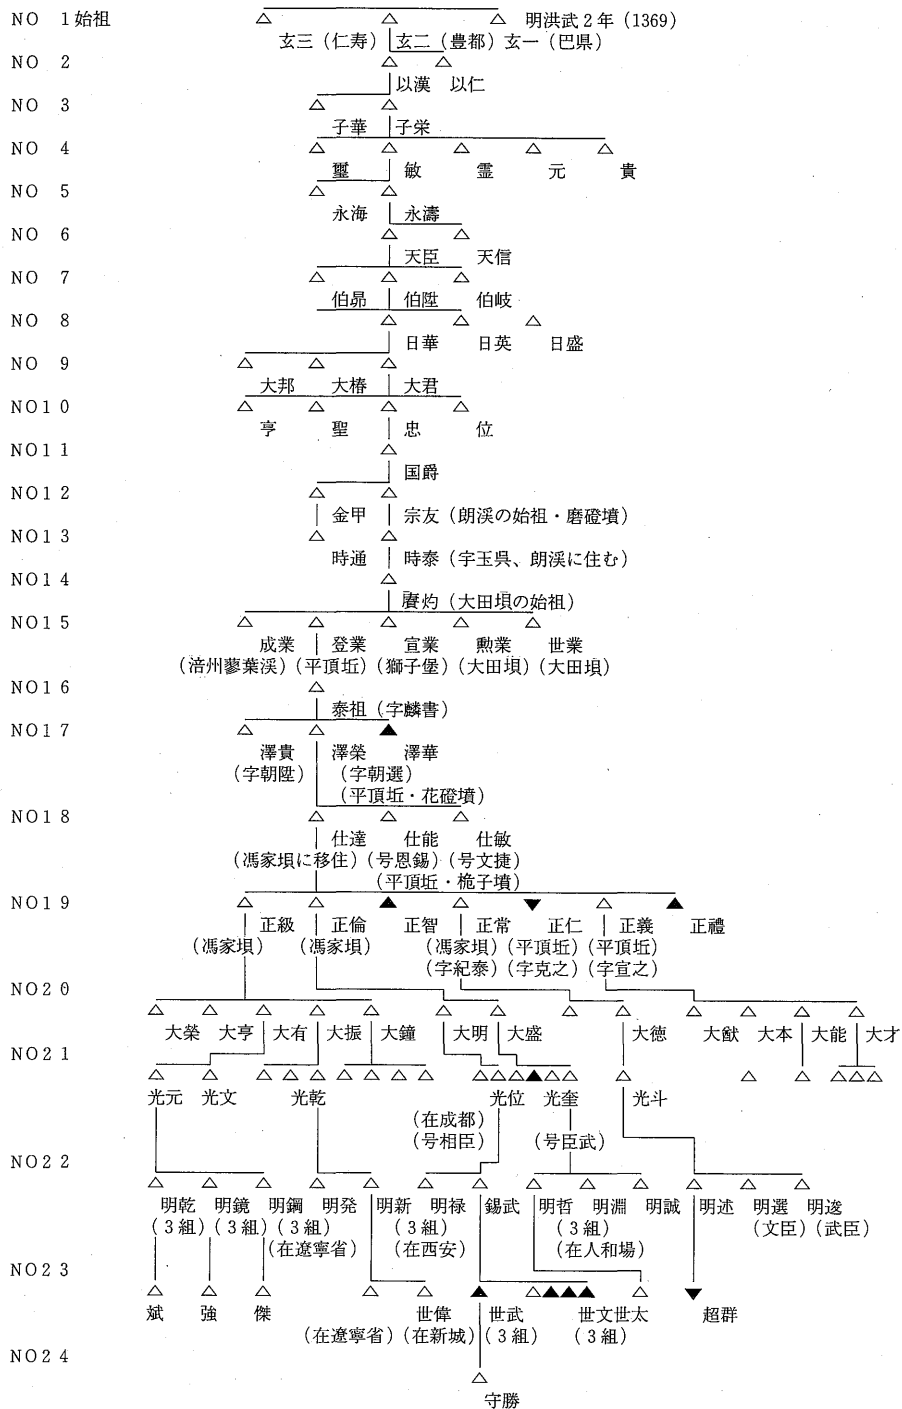 NO 1始祖 明洪武2年（1369）
玄三（仁寿） 玄二（豊都） 玄一（巴県）
NO 2
以漢 以仁
NO 3
子華 子栄
NO 4
璽 敏 霊 元 貴
NO 5
永海 永濤
NO 6
天臣 天信
NO 7
伯昴 伯陞 伯岐
NO 8
日華 日英 日盛
NO 9
大邦 大椿 大君
NO10
亨 聖 忠 位
NO11
国爵
NO12
金甲 宗友（朗渓の始祖・磨磴墳）
NO13
時通 時泰（字玉呉、朗渓に住む）
NO14
賡灼（大田垻の始祖）
NO15
成業 登業 宣業 勲業 世業
（涪州蓼葉渓）（平頂坵）（獅子堡）（大田垻）（大田垻）
NO16
泰祖（字麟書）
NO17
澤貴 澤榮 澤華
（字朝陞） （字朝選）
（平頂坵・花磴墳）
NO18
仕達 仕能 仕敏
（馮家垻に移住）（号恩錫）（号文捷）
（平頂坵・桅子墳）
NO19
正級 正倫 正智 正常 正仁 正義 正禮
（馮家垻） （馮家垻） （馮家垻）（平頂坵）（平頂坵）
（字紀泰）（字克之）（字宣之）
NO20
大榮 大亨 大有 大振 大鐘 大明 大盛 大徳 大猷 大本 大能 大才
NO21
光元 光文 光乾 光位 光奎 光斗
（在成都）
（号相臣） （号臣武）
NO22
明乾 明鏡 明鋼 明発 明新 明禄 錫武 明哲 明淵 明誠 明述 明選 明逡
（3組）（3組）（3組） （3組） （3組） （文臣）（武臣）
（在遼寧省） （在西安） （在人和場）
NO23
斌 強 傑 世偉 世武 世文世太 超群
（在遼寧省）（在新城）（3組） （3組）
NO24
守勝